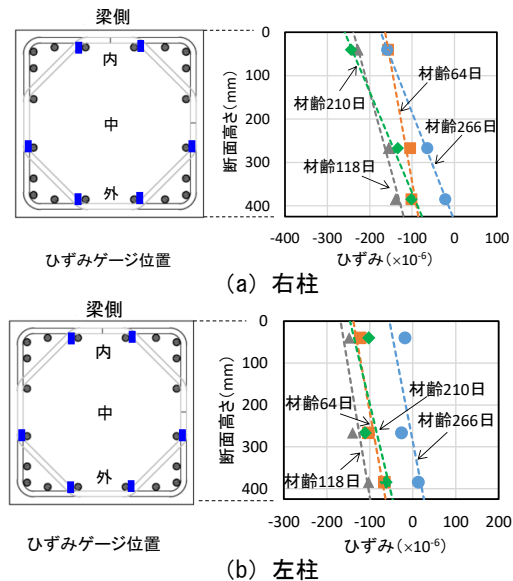 梁側
内
中
外
ひずみゲージ位置
断面高さ(mm)
0
100
200
300
400
材齢64日
材齢210日
材齢266日
材齢118日
-400 -300 -200 -100 0 100
ひずみ(×10-6)
(a) 右柱
梁側
内
中
外
ひずみゲージ位置
断面高さ(mm)
0
100
200
300
400
材齢64日
材齢210日
材齢266日
材齢118日
-300 -200 -100 0 100 200
ひずみ(×10-6)
(b) 左柱